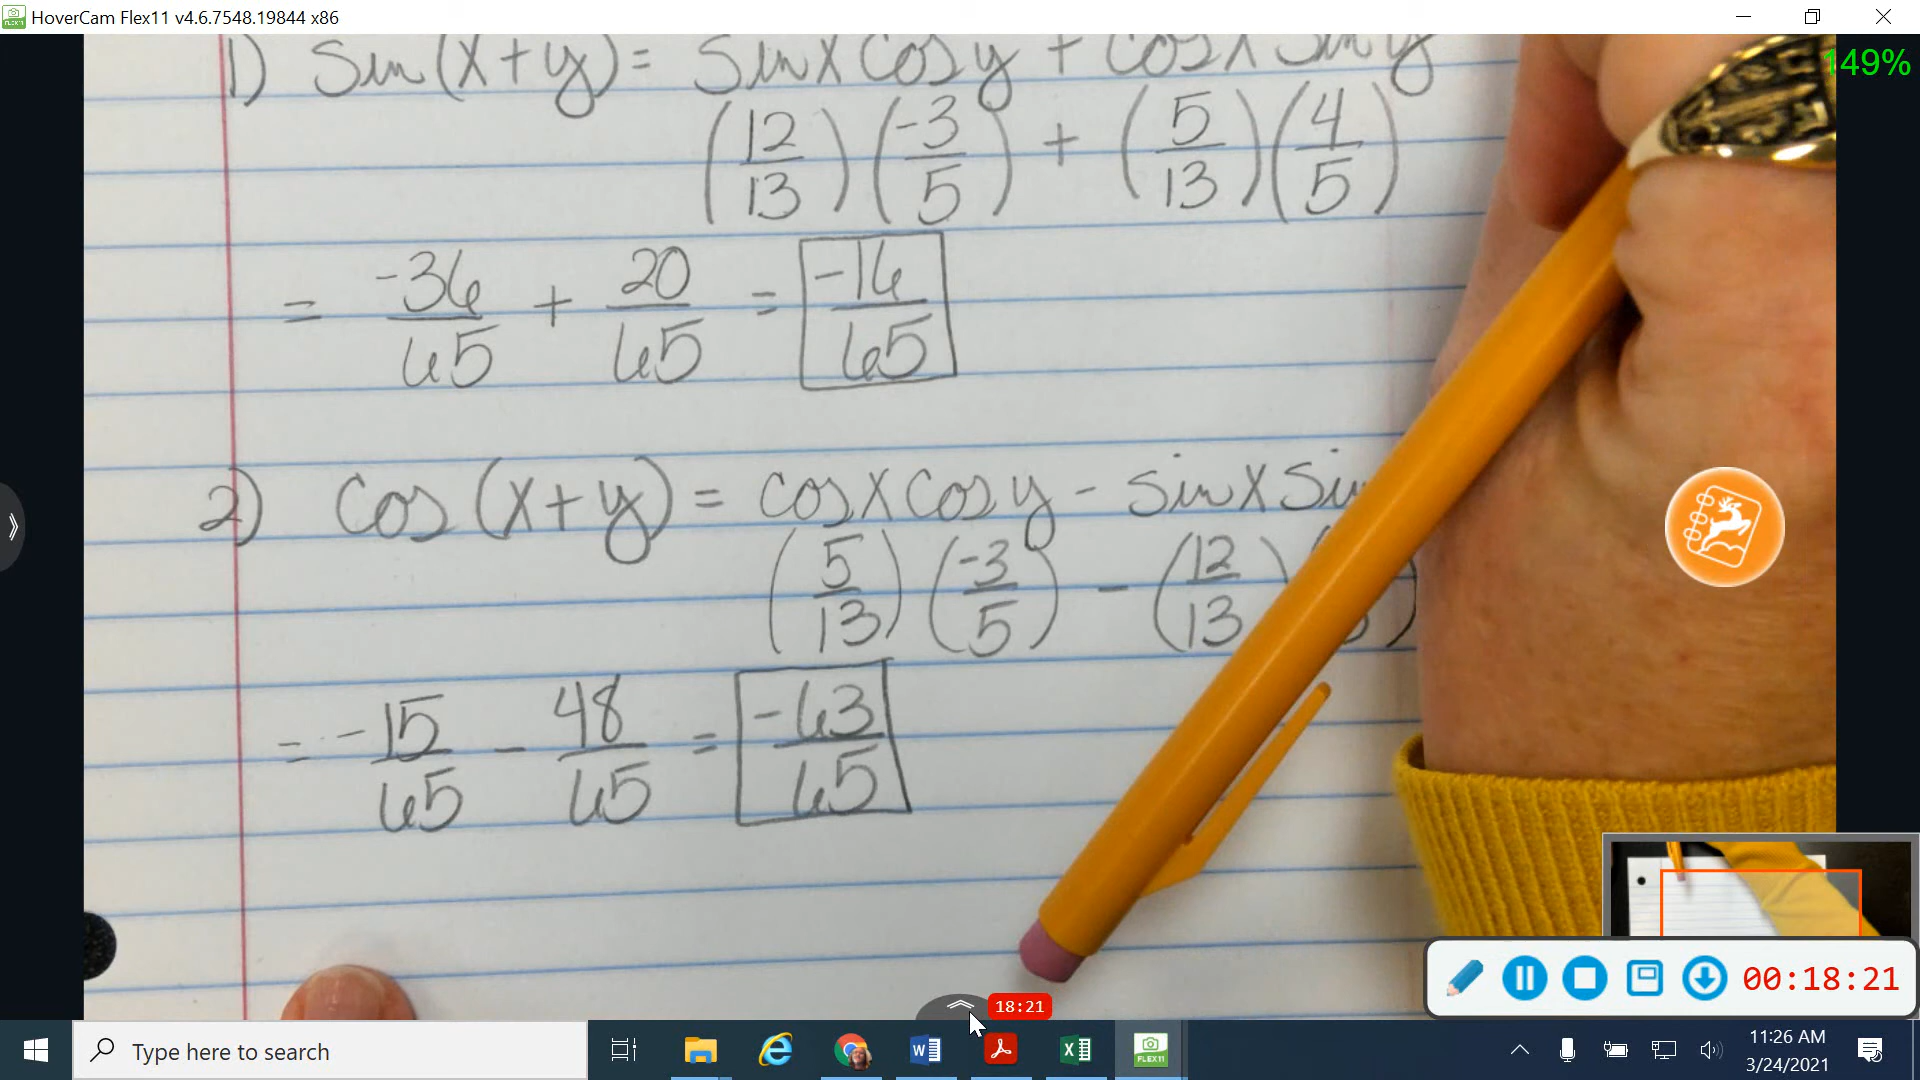 HoverCam Flex11 v4.6.7548.19844 x86
149%
1) Sin(x+y) = Sinx Cosy + Cosx Siny
(12/13)(-3/5) + (5/13)(4/5)
= -36/65 + 20/65 = -16/65
2) Cos(x+y) = Cosx Cosy - Sinx Sin
(5/13)(-3/5) - (12/13)
= -15/65 - 48/65 = -63/65
00:18:21
18:21
Type here to search
FLEX11
11:26 AM
3/24/2021